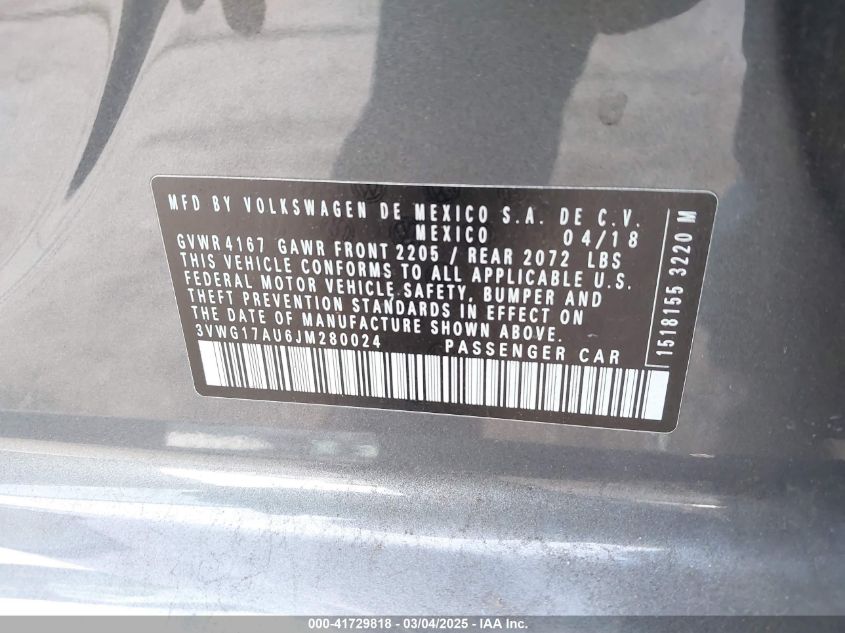 MFD BY VOLKSWAGEN DE MEXICO S.A. DE C.V.
MEXICO 04/18
GVWR 4167 GAWR FRONT 2205 / REAR 2072 LBS
THIS VEHICLE CONFORMS TO ALL APPLICABLE U.S.
FEDERAL MOTOR VEHICLE SAFETY, BUMPER AND
THEFT PREVENTION STANDARDS IN EFFECT ON
THE DATE OF MANUFACTURE SHOWN ABOVE.
3VWG17AU6JM280024 PASSENGER CAR
1518155 3220 M
000-41729818 - 03/04/2025 - IAA, Inc.